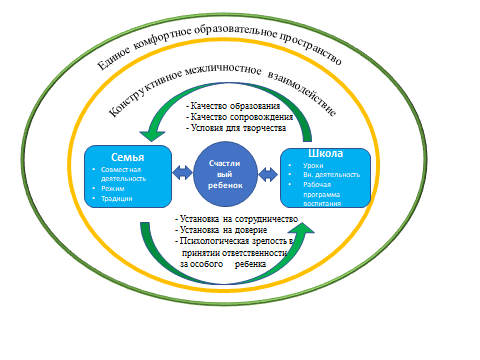 Единое комфортное образовательное пространство
Конструктивное межличностное взаимодействие
- Качество образования
- Качество сопровождения
- Условия для творчества
Семья
• Совместная
деятельность
• Режим
• Традиции
Счастли
вый
ребенок
Школа
• Уроки
• Вн. деятельность
• Рабочая
программа
воспитания
- Установка на сотрудничество
- Установка на доверие
- Психологическая зрелость в
принятии ответственности
за особого ребенка